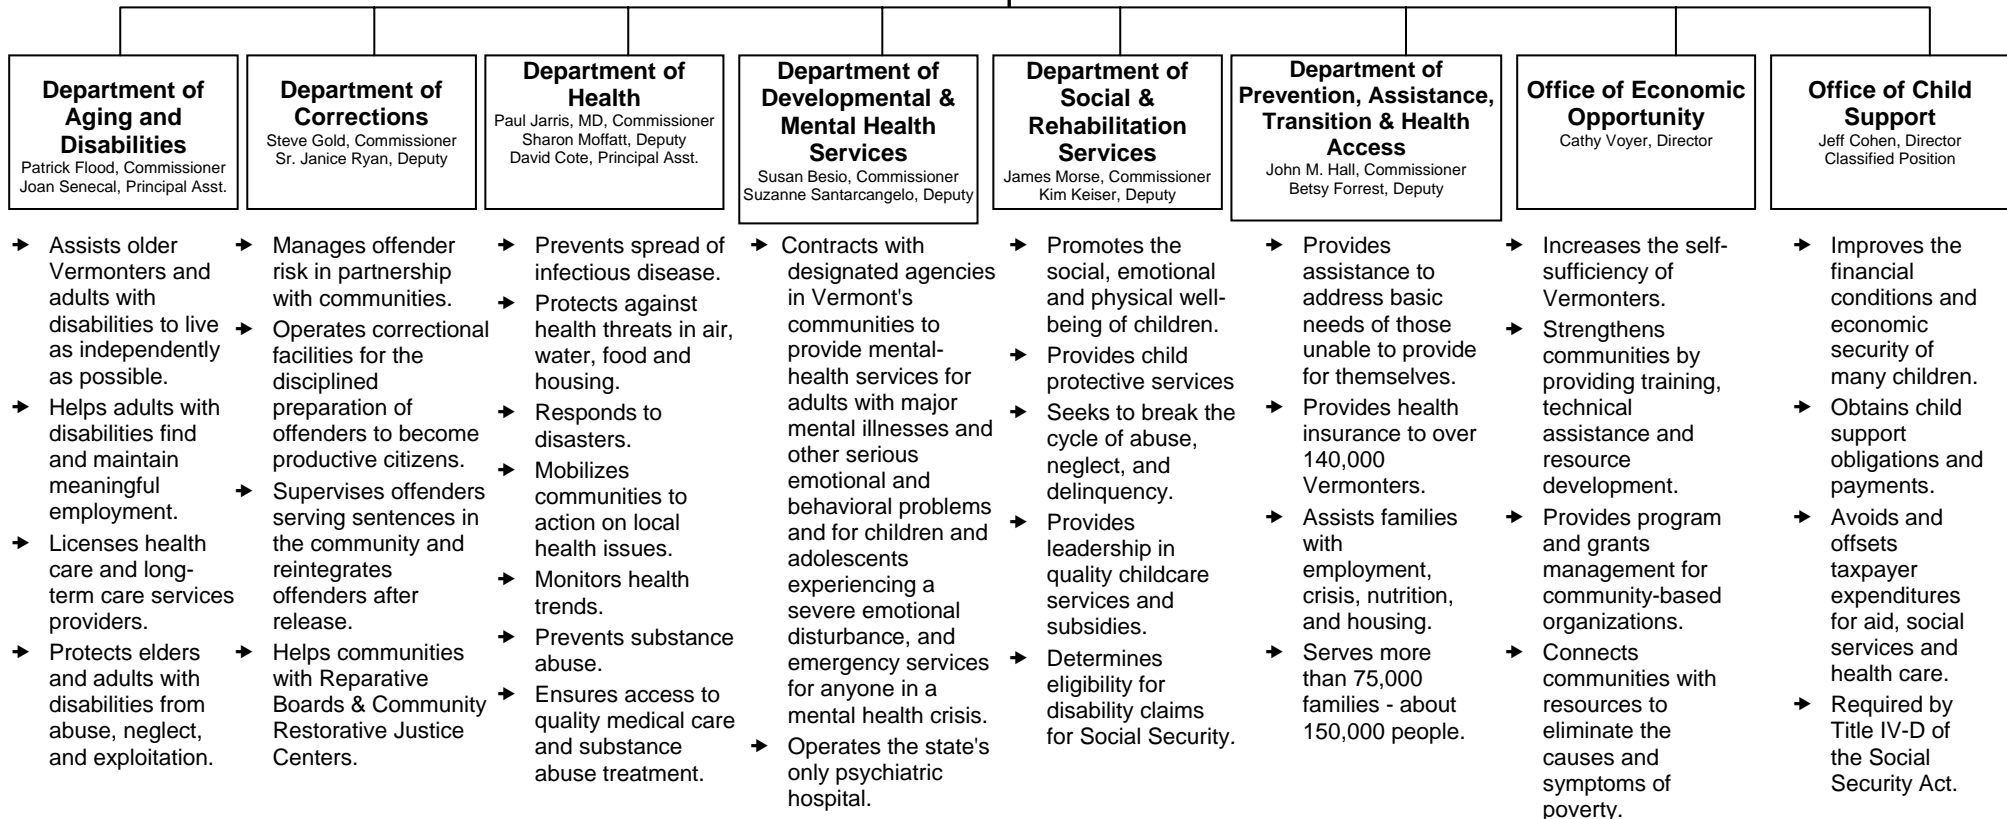 Department of
Aging and
Disabilities
Patrick Flood, Commissioner
Joan Senecal, Principal Asst.
Department of
Corrections
Steve Gold, Commissioner
Sr. Janice Ryan, Deputy
Department of
Health
Paul Jarris, MD, Commissioner
Sharon Moffatt, Deputy
David Cote, Principal Asst.
Department of
Developmental &
Mental Health
Services
Susan Besio, Commissioner
Suzanne Santarcangelo, Deputy
Department of
Social &
Rehabilitation
Services
James Morse, Commissioner
Kim Keiser, Deputy
Department of
Prevention, Assistance,
Transition & Health
Access
John M. Hall, Commissioner
Betsy Forrest, Deputy
Office of Economic
Opportunity
Cathy Voyer, Director
Office of Child
Support
Jeff Cohen, Director
Classified Position
➔ Assists older
Vermonters and
adults with
disabilities to live
as independently
as possible.
➔ Helps adults with
disabilities find
and maintain
meaningful
employment.
➔ Licenses health
care and long-
term care services
providers.
➔ Protects elders
and adults with
disabilities from
abuse, neglect,
and exploitation.
➔ Manages offender
risk in partnership
with communities.
➔ Operates correctional
facilities for the
disciplined
preparation of
offenders to become
productive citizens.
➔ Supervises offenders
serving sentences in
the community and
reintegrates
offenders after
release.
➔ Helps communities
with Reparative
Boards & Community
Restorative Justice
Centers.
➔ Prevents spread of
infectious disease.
➔ Protects against
health threats in air,
water, food and
housing.
➔ Responds to
disasters.
➔ Mobilizes
communities to
action on local
health issues.
➔ Monitors health
trends.
➔ Prevents substance
abuse.
➔ Ensures access to
quality medical care
and substance
abuse treatment.
➔ Contracts with
designated agencies
in Vermont's
communities to
provide mental-
health services for
adults with major
mental illnesses and
other serious
emotional and
behavioral problems
and for children and
adolescents
experiencing a
severe emotional
disturbance, and
emergency services
for anyone in a
mental health crisis.
➔ Operates the state's
only psychiatric
hospital.
➔ Promotes the
social, emotional
and physical well-
being of children.
➔ Provides child
protective services
➔ Seeks to break the
cycle of abuse,
neglect, and
delinquency.
➔ Provides
leadership in
quality childcare
services and
subsidies.
➔ Determines
eligibility for
disability claims
for Social Security.
➔ Provides
assistance to
address basic
needs of those
unable to provide
for themselves.
➔ Provides health
insurance to over
140,000
Vermonters.
➔ Assists families
with
employment,
crisis, nutrition,
and housing.
➔ Serves more
than 75,000
families - about
150,000 people.
➔ Increases the self-
sufficiency of
Vermonters.
➔ Strengthens
communities by
providing training,
technical
assistance and
resource
development.
➔ Provides program
and grants
management for
community-based
organizations.
➔ Connects
communities with
resources to
eliminate the
causes and
symptoms of
poverty.
➔ Improves the
financial
conditions and
economic
security of
many children.
➔ Obtains child
support
obligations and
payments.
➔ Avoids and
offsets
taxpayer
expenditures
for aid, social
services and
health care.
➔ Required by
Title IV-D of
the Social
Security Act.